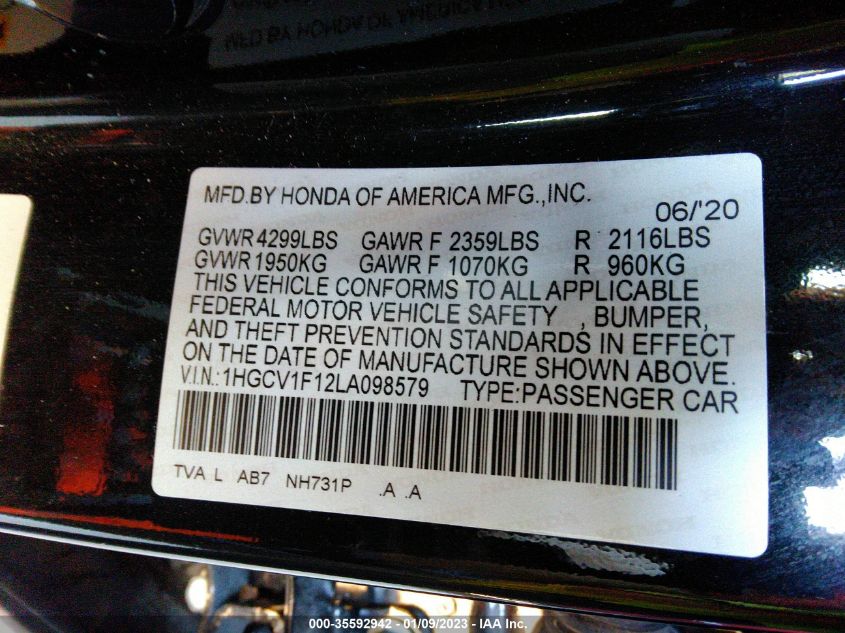 MFD.BY HONDA OF AMERICA MFG.,INC.
06/'20
GVWR 4299LBS GAWR F 2359LBS R 2116LBS
GVWR 1950KG GAWR F 1070KG R 960KG
THIS VEHICLE CONFORMS TO ALL APPLICABLE
FEDERAL MOTOR VEHICLE SAFETY , BUMPER,
AND THEFT PREVENTION STANDARDS IN EFFECT
ON THE DATE OF MANUFACTURE SHOWN ABOVE.
V.I.N.:1HGCV1F12LA098579 TYPE:PASSENGER CAR
TVA L AB7 NH731P .A .A
000-35592942 - 01/09/2023 - IAA Inc.